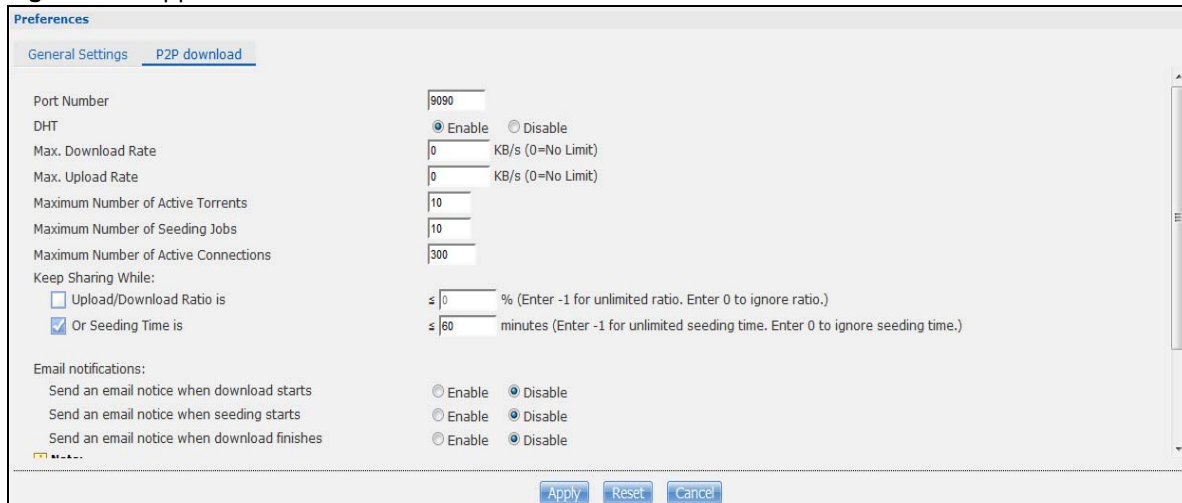 Preferences
General Settings P2P download
Port Number 9090
DHT Enable Disable
Max. Download Rate 0 KB/s (0=No Limit)
Max. Upload Rate 0 KB/s (0=No Limit)
Maximum Number of Active Torrents 10
Maximum Number of Seeding Jobs 10
Maximum Number of Active Connections 300
Keep Sharing While:
Upload/Download Ratio is ≤ 0 % (Enter -1 for unlimited ratio. Enter 0 to ignore ratio.)
Or Seeding Time is ≤ 60 minutes (Enter -1 for unlimited seeding time. Enter 0 to ignore seeding time.)
Email notifications:
Send an email notice when download starts Enable Disable
Send an email notice when seeding starts Enable Disable
Send an email notice when download finishes Enable Disable
Apply Reset Cancel